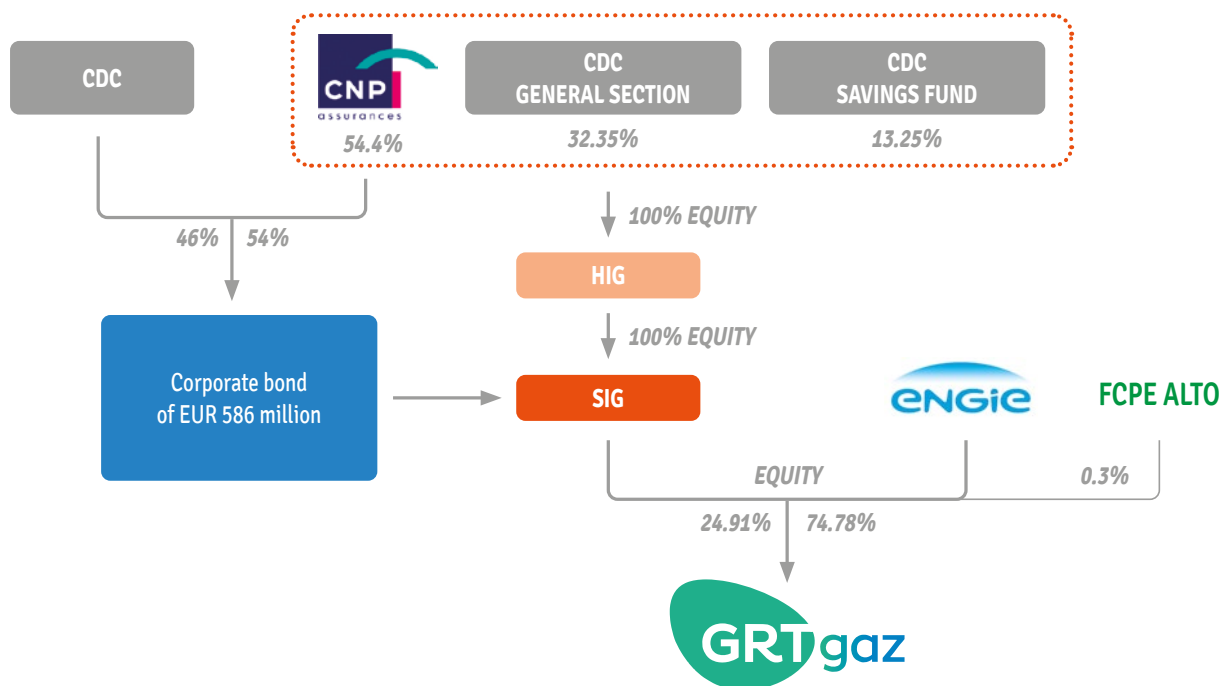 CDC
CNP
assurances
54.4%
CDC
GENERAL SECTION
32.35%
CDC
SAVINGS FUND
13.25%
100% EQUITY
46%
54%
HIG
100% EQUITY
Corporate bond
of EUR 586 million
SIG
ENGIE
FCPE ALTO
EQUITY
0.3%
24.91%
74.78%
GRTgaz